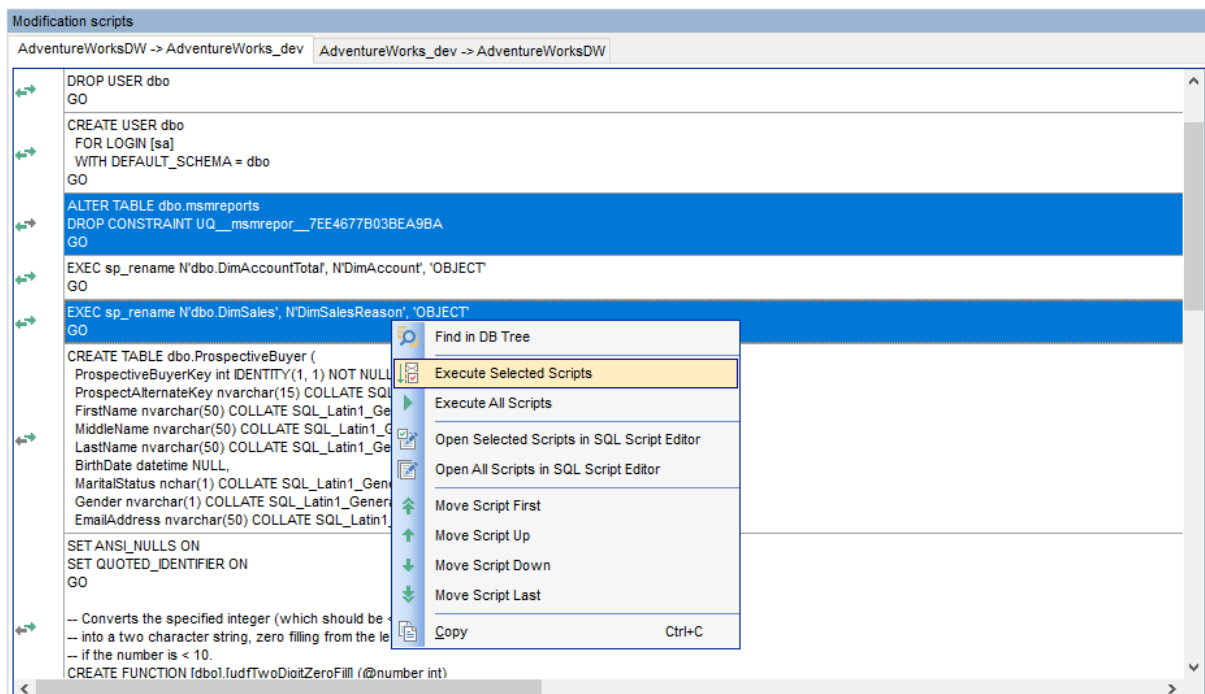 Modification scripts
AdventureWorksDW -> AdventureWorks_dev
AdventureWorks_dev -> AdventureWorksDW
DROP USER dbo
GO
CREATE USER dbo
FOR LOGIN [sa]
WITH DEFAULT_SCHEMA = dbo
GO
ALTER TABLE dbo.msmreports
DROP CONSTRAINT UQ__msmrepor__7EE4677B03BEA9BA
GO
EXEC sp_rename N'dbo.DimAccountTotal', N'DimAccount', 'OBJECT'
GO
EXEC sp_rename N'dbo.DimSales', N'DimSalesReason', 'OBJECT'
GO
CREATE TABLE dbo.ProspectiveBuyer (
ProspectiveBuyerKey int IDENTITY(1, 1) NOT NULL
ProspectAlternateKey nvarchar(15) COLLATE SQL
FirstName nvarchar(50) COLLATE SQL_Latin1_Ge
MiddleName nvarchar(50) COLLATE SQL_Latin1_G
LastName nvarchar(50) COLLATE SQL_Latin1_Ge
BirthDate datetime NULL,
MaritalStatus nchar(1) COLLATE SQL_Latin1_Gen
Gender nvarchar(1) COLLATE SQL_Latin1_Genera
EmailAddress nvarchar(50) COLLATE SQL_Latin1_
SET ANSI_NULLS ON
SET QUOTED_IDENTIFIER ON
GO
-- Converts the specified integer (which should be <
-- into a two character string, zero filling from the le
-- if the number is < 10.
CREATE FUNCTION [dbo].[udfTwoDigitZeroFill] (@number int)
Find in DB Tree
Execute Selected Scripts
Execute All Scripts
Open Selected Scripts in SQL Script Editor
Open All Scripts in SQL Script Editor
Move Script First
Move Script Up
Move Script Down
Move Script Last
Copy Ctrl+C